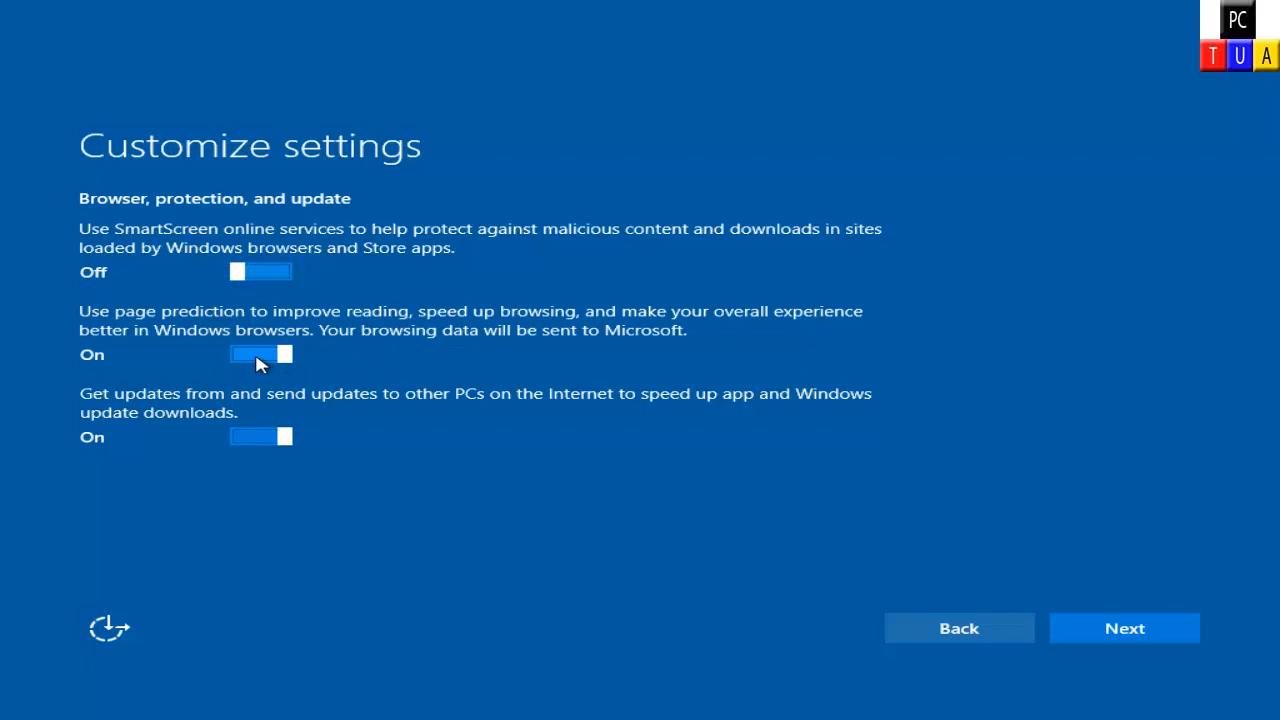 PC
T U A
Customize settings
Browser, protection, and update
Use SmartScreen online services to help protect against malicious content and downloads in sites
loaded by Windows browsers and Store apps.
Off
Use page prediction to improve reading, speed up browsing, and make your overall experience
better in Windows browsers. Your browsing data will be sent to Microsoft.
On
Get updates from and send updates to other PCs on the Internet to speed up app and Windows
update downloads.
On
Back
Next